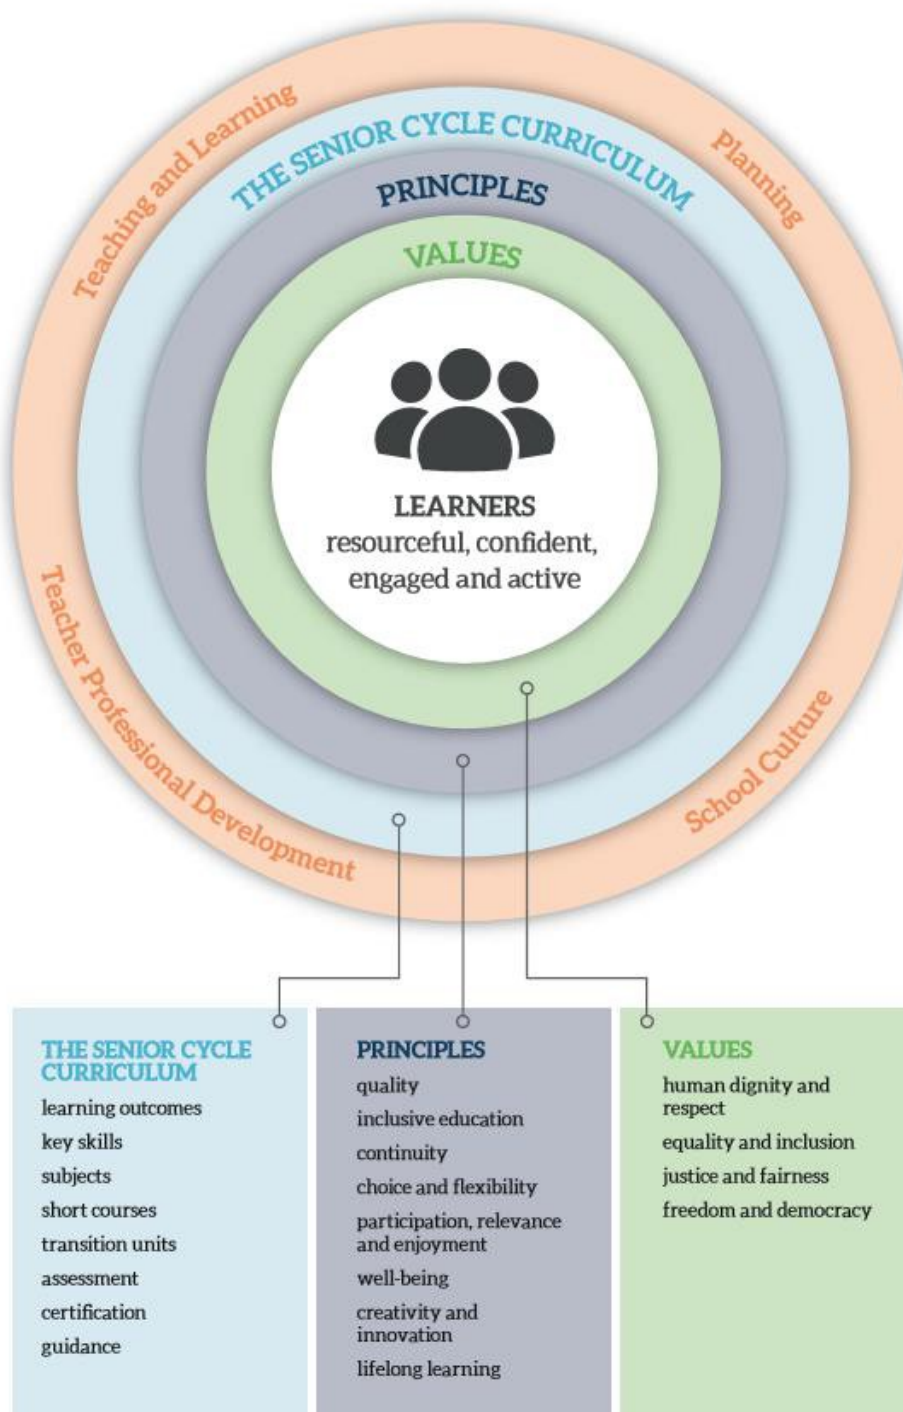 Teaching and Learning
Planning
THE SENIOR CYCLE CURRICULUM
PRINCIPLES
VALUES
LEARNERS
resourceful, confident,
engaged and active
Teacher Professional Development
School Culture
THE SENIOR CYCLE
CURRICULUM
learning outcomes
key skills
subjects
short courses
transition units
assessment
certification
guidance
PRINCIPLES
quality
inclusive education
continuity
choice and flexibility
participation, relevance
and enjoyment
well-being
creativity and
innovation
lifelong learning
VALUES
human dignity and
respect
equality and inclusion
justice and fairness
freedom and democracy